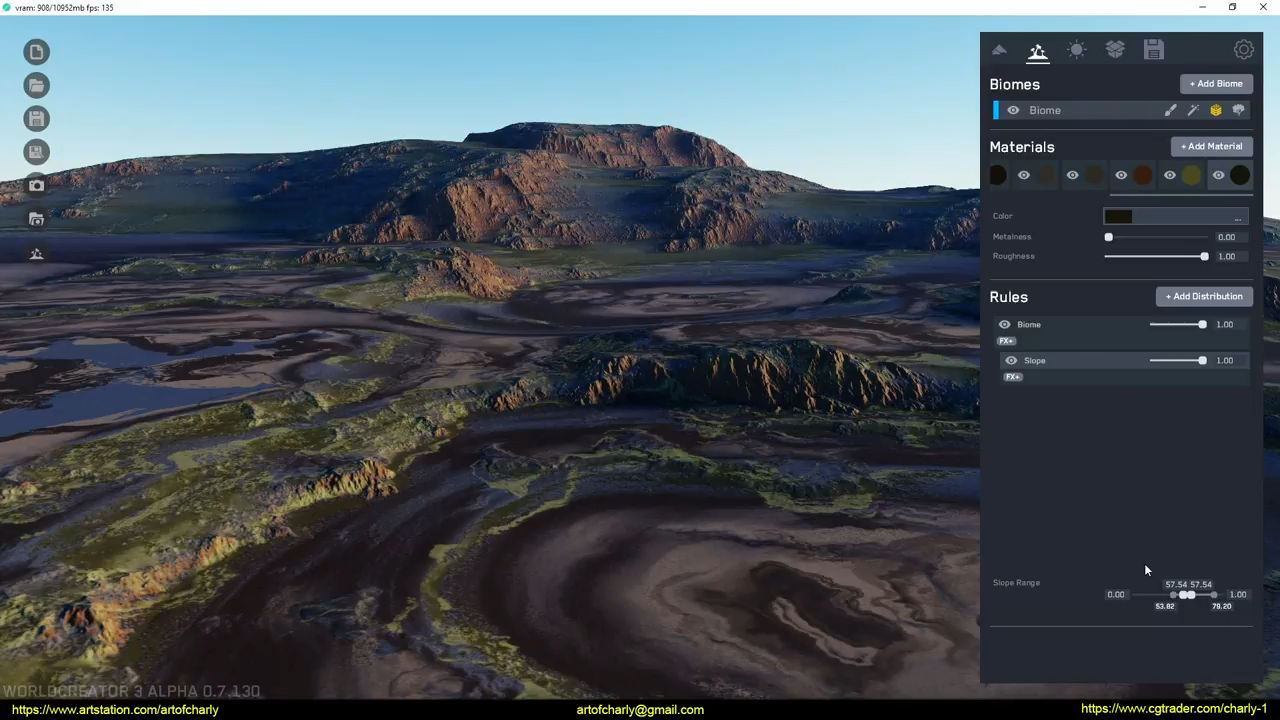 vram: 908/10952mb fps: 135
Biomes
+ Add Biome
Biome
Materials
+ Add Material
Color
...
Metalness
0.00
Roughness
1.00
Rules
+ Add Distribution
Biome
1.00
FX+
Slope
1.00
FX+
Slope Range
57.54 57.54
0.00
1.00
53.82
79.20
WORLDCREATOR 3 ALPHA 0.7.130
https://www.artstation.com/artofcharly
artofcharly@gmail.com
https://www.cgtrader.com/charly-1